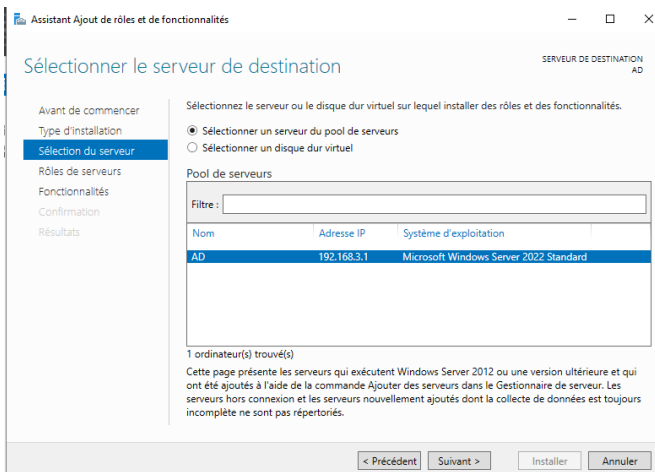 Assistant Ajout de rôles et de fonctionnalités
Sélectionner le serveur de destination
SERVEUR DE DESTINATION
AD
Avant de commencer
Type d'installation
Sélection du serveur
Rôles de serveurs
Fonctionnalités
Confirmation
Résultats
Sélectionnez le serveur ou le disque dur virtuel sur lequel installer des rôles et des fonctionnalités.
Sélectionner un serveur du pool de serveurs
Sélectionner un disque dur virtuel
Pool de serveurs
Filtre :
Nom Adresse IP Système d'exploitation
AD 192.168.3.1 Microsoft Windows Server 2022 Standard
1 ordinateur(s) trouvé(s)
Cette page présente les serveurs qui exécutent Windows Server 2012 ou une version ultérieure et qui
ont été ajoutés à l'aide de la commande Ajouter des serveurs dans le Gestionnaire de serveur. Les
serveurs hors connexion et les serveurs nouvellement ajoutés dont la collecte de données est toujours
incomplète ne sont pas répertoriés.
< Précédent Suivant > Installer Annuler